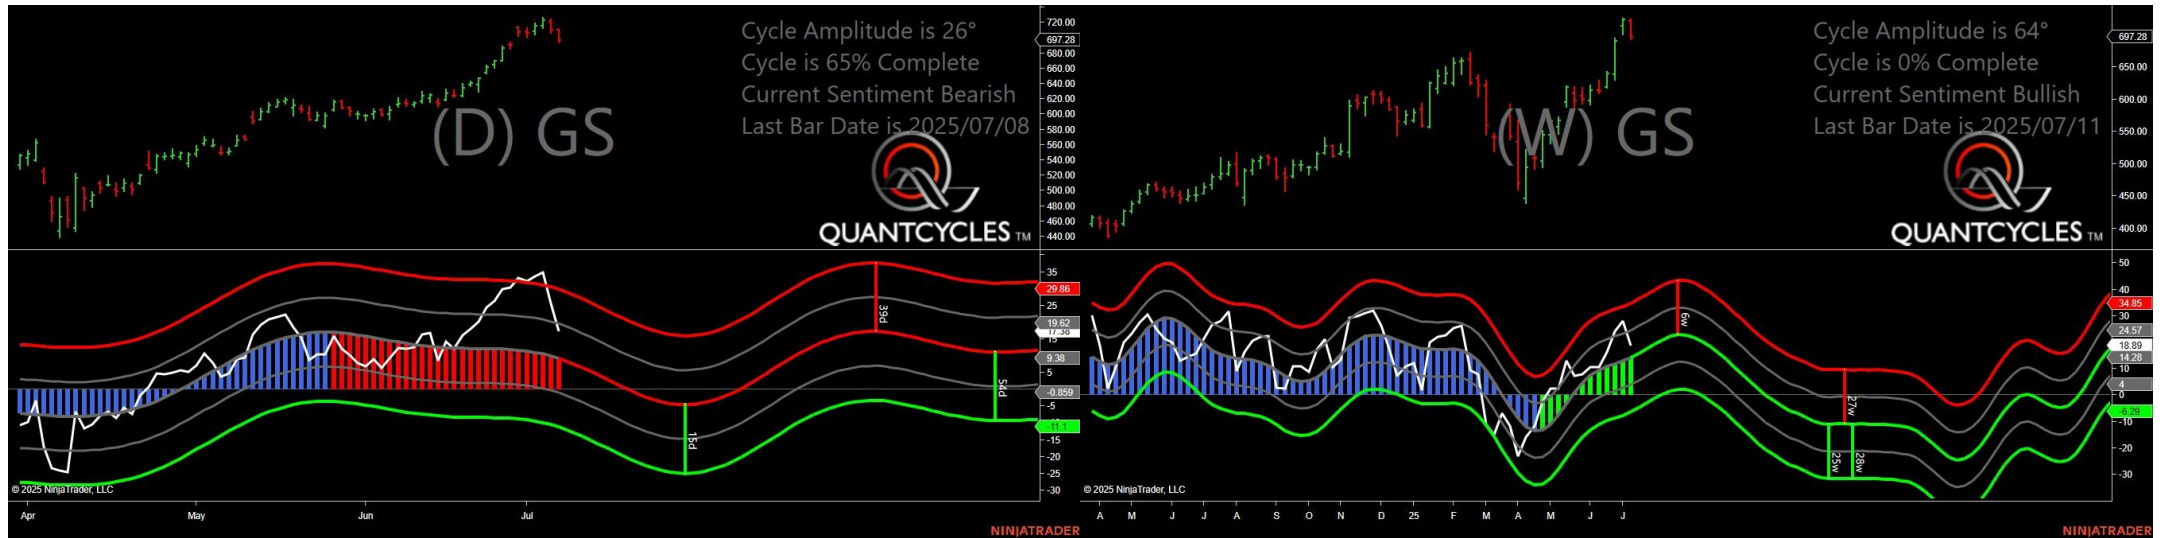 Cycle Amplitude is 26°
Cycle is 65% Complete
Current Sentiment Bearish
Last Bar Date is 2025/07/08
(D) GS
QUANTCYCLES TM
720.00
697.28
680.00
660.00
640.00
620.00
600.00
580.00
560.00
540.00
520.00
500.00
480.00
460.00
440.00
35
29.86
25
19.62
17.38
15
9.38
5
-0.859
-5
-11.1
-15
-20
-25
-30
39d
15d
54d
© 2025 NinjaTrader, LLC
Apr May Jun Jul
NINJATRADER
Cycle Amplitude is 64°
Cycle is 0% Complete
Current Sentiment Bullish
Last Bar Date is 2025/07/11
(W) GS
QUANTCYCLES TM
697.28
650.00
600.00
550.00
500.00
450.00
400.00
50
40
34.85
30
24.57
18.89
14.28
10
4
0
-6.29
-10
-20
-30
6w
27w
25w
28w
© 2025 NinjaTrader, LLC
A M J J A S O N D 25 F M A M J J
NINJATRADER